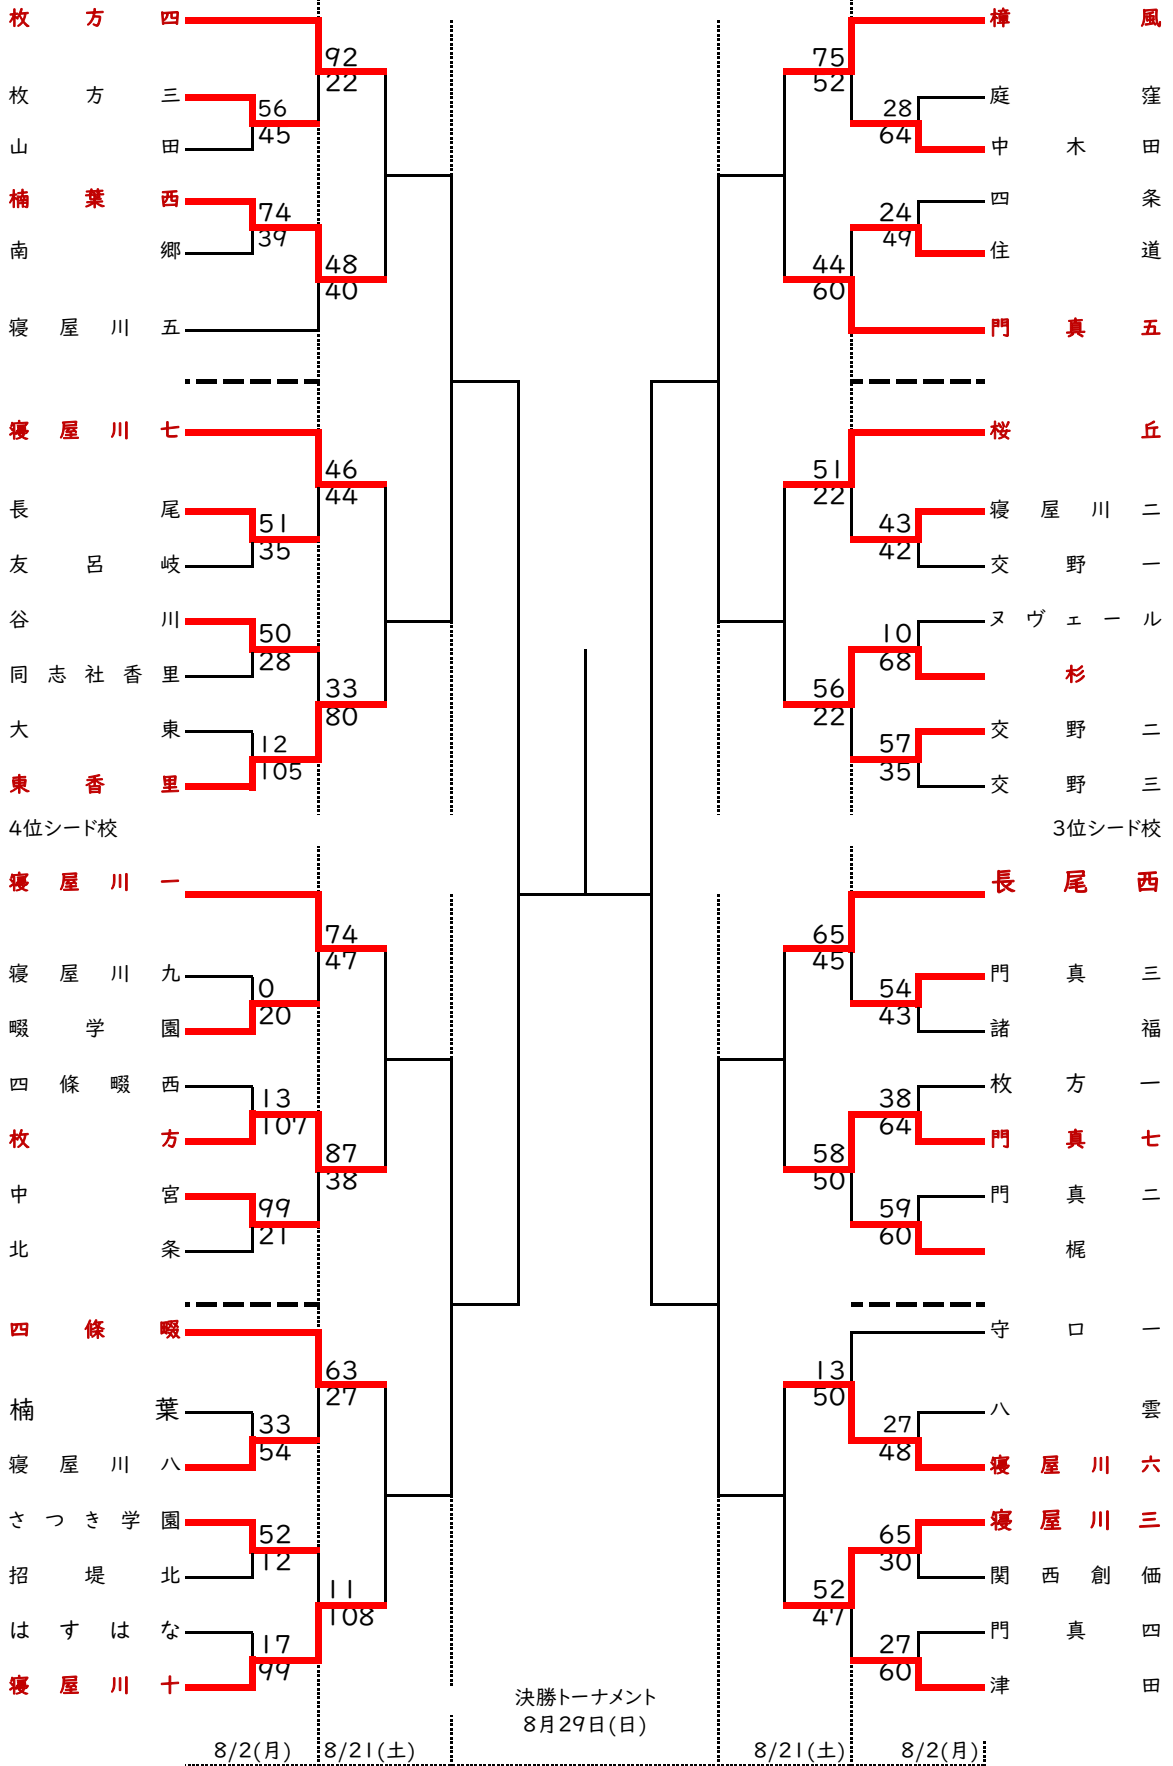 枚方四
92
22
枚方三
56
45
山田
楠葉西
74
39
南郷
48
40
寝屋川五
寝屋川七
46
44
長尾
51
35
友呂岐
谷川
50
28
同志社香里
33
80
大東
12
105
東香里
4位シード校
寝屋川一
74
47
寝屋川九
0
20
畷学園
四條畷西
13
107
枚方
87
38
中宮
99
21
北条
四條畷
63
27
楠葉
33
54
寝屋川八
さつき学園
52
12
招堤北
11
108
はすはな
17
99
寝屋川十
8/2(月)
8/21(土)
決勝トーナメント
8月29日(日)
樟風
75
52
庭窪
28
64
中木田
四条
24
49
住道
44
60
門真五
桜丘
51
22
寝屋川二
43
42
交野一
ヌヴェール
10
68
杉
56
22
交野二
57
35
交野三
3位シード校
長尾西
65
45
門真三
54
43
諸福
枚方一
38
64
門真七
58
50
門真二
59
60
梶
守口一
13
50
八雲
27
48
寝屋川六
寝屋川三
65
30
関西創価
52
47
門真四
27
60
津田
8/21(土)
8/2(月)